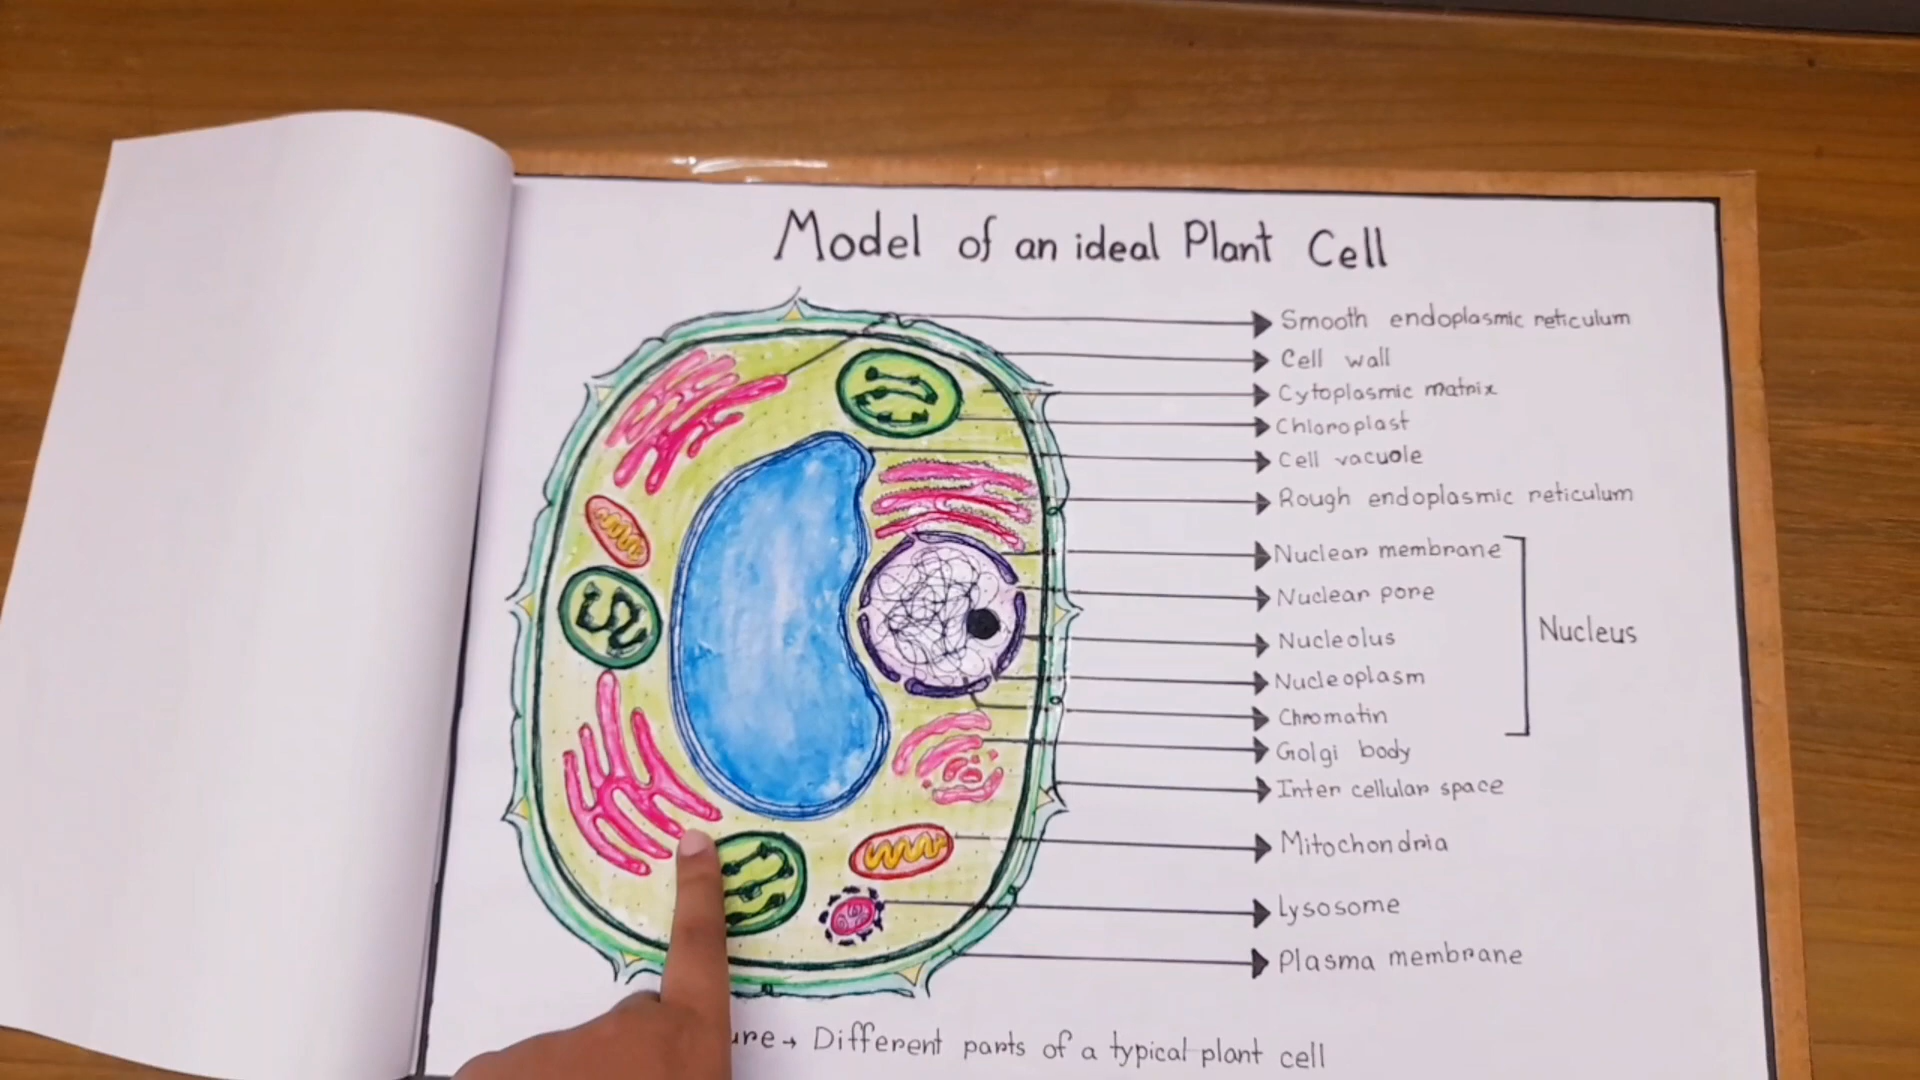 Model of an ideal Plant Cell
Smooth endoplasmic reticulum
Cell wall
Cytoplasmic matrix
Chloroplast
Cell vacuole
Rough endoplasmic reticulum
Nuclear membrane
Nuclear pore
Nucleolus
Nucleoplasm
Chromatin
Nucleus
Golgi body
Inter cellular space
Mitochondria
Lysosome
Plasma membrane
→ Different parts of a typical plant cell